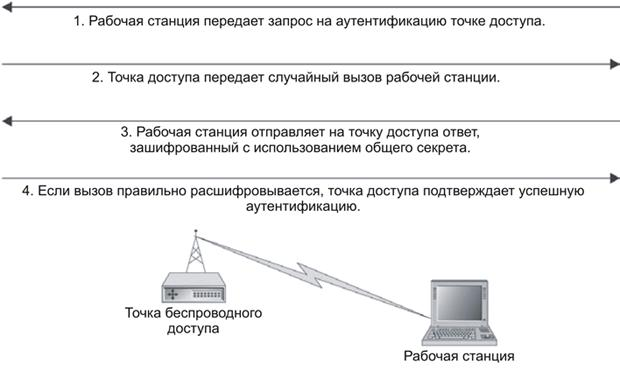 1. Рабочая станция передает запрос на аутентификацию точке доступа.
2. Точка доступа передает случайный вызов рабочей станции.
3. Рабочая станция отправляет на точку доступа ответ,
зашифрованный с использованием общего секрета.
4. Если вызов правильно расшифровывается, точка доступа подтверждает успешную
аутентификацию.
Точка беспроводного
доступа
Рабочая станция